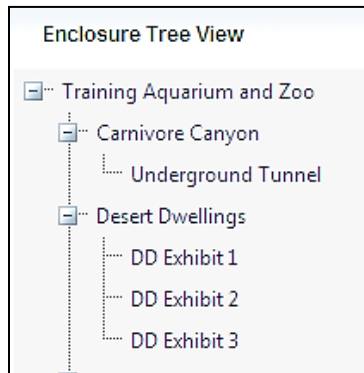 Enclosure Tree View
Training Aquarium and Zoo
Carnivore Canyon
Underground Tunnel
Desert Dwellings
DD Exhibit 1
DD Exhibit 2
DD Exhibit 3